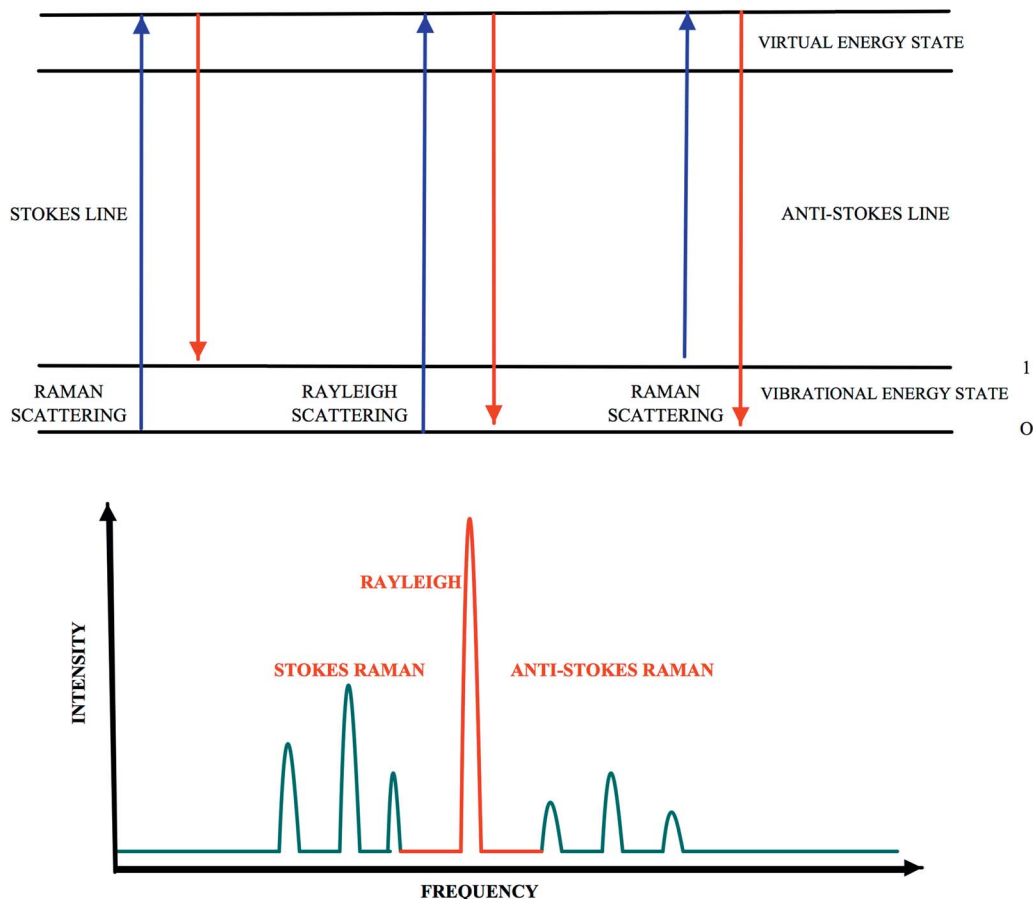 VIRTUAL ENERGY STATE
STOKES LINE
ANTI-STOKES LINE
1
RAMAN
SCATTERING
RAYLEIGH
SCATTERING
RAMAN
SCATTERING
VIBRATIONAL ENERGY STATE
O
RAYLEIGH
STOKES RAMAN
ANTI-STOKES RAMAN
INTENSITY
FREQUENCY